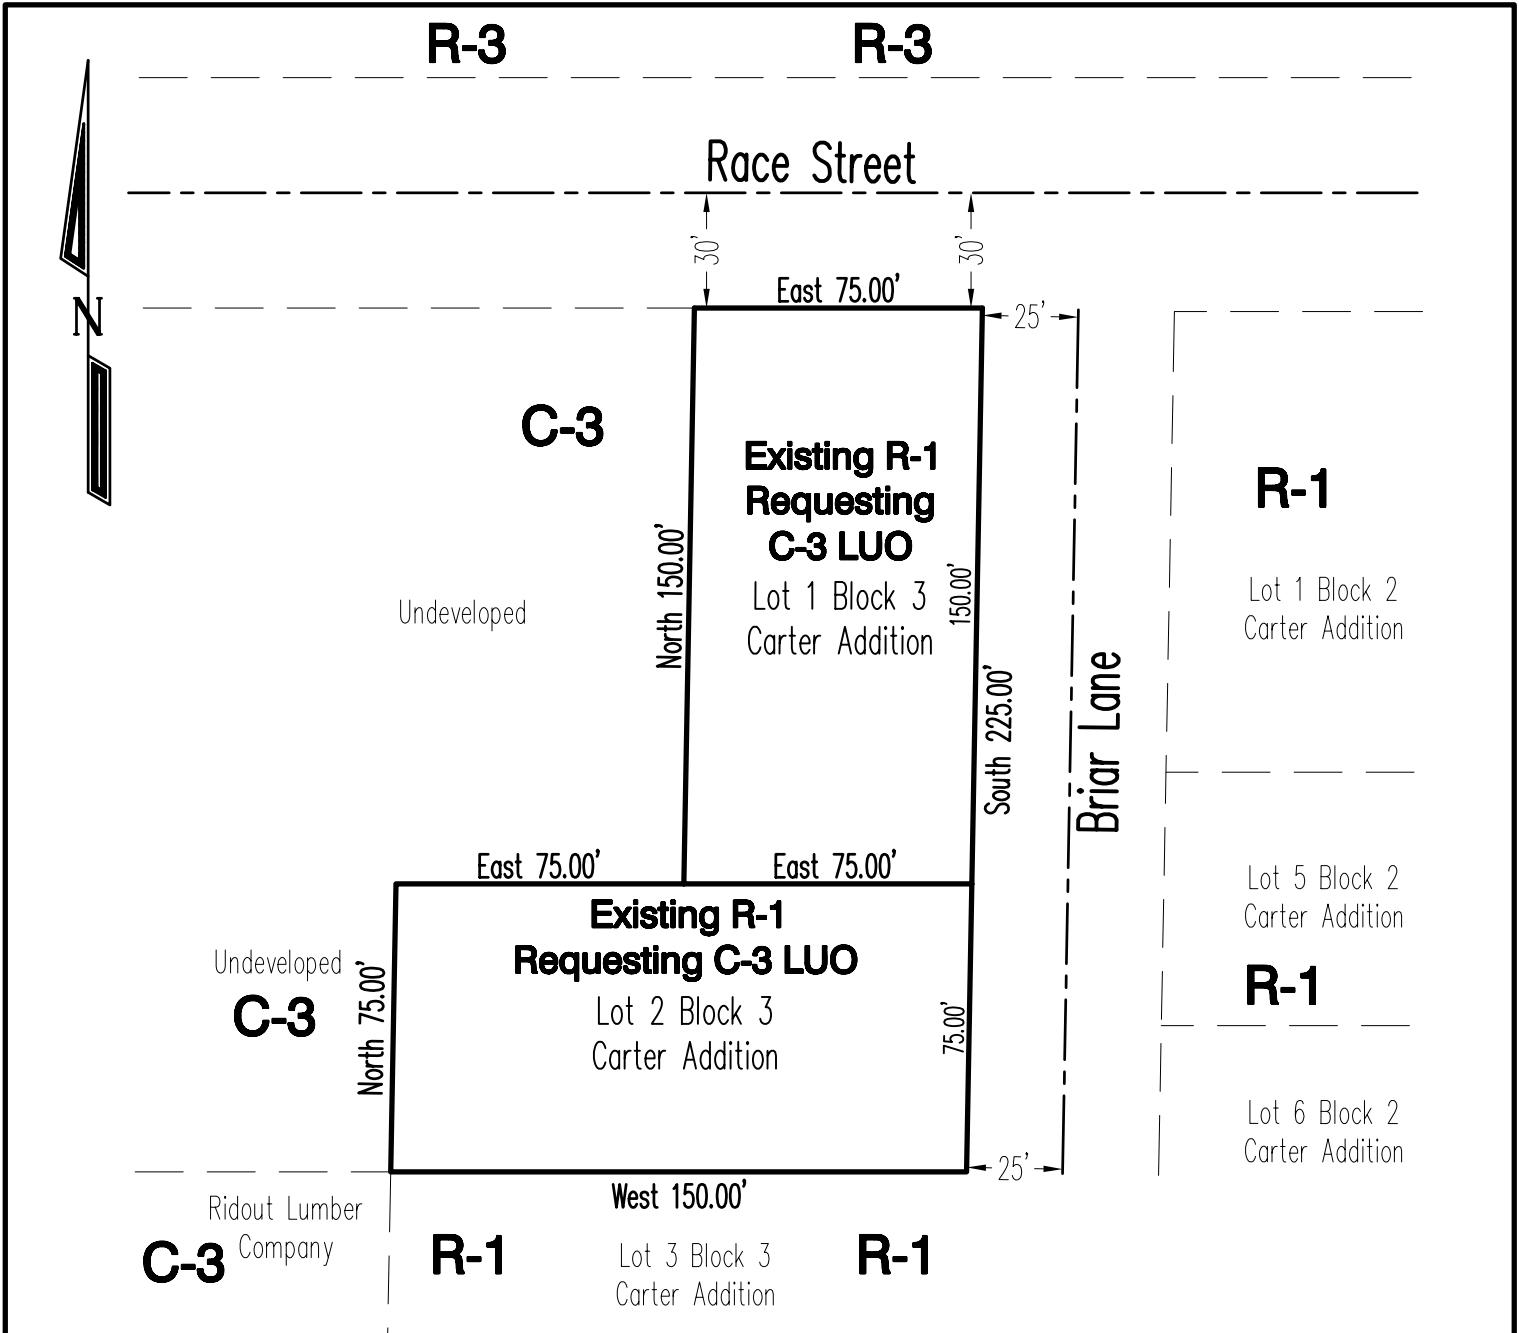 R-3
R-3
Race Street
30'
30'
East 75.00'
25'
N
C-3
Existing R-1
Requesting
C-3 LUO
Lot 1 Block 3
Carter Addition
North 150.00'
150.00'
South 225.00'
Briar Lane
R-1
Lot 1 Block 2
Carter Addition
Undeveloped
East 75.00'
East 75.00'
Existing R-1
Requesting C-3 LUO
Lot 2 Block 3
Carter Addition
Undeveloped
C-3
North 75.00'
75.00'
Lot 5 Block 2
Carter Addition
R-1
Lot 6 Block 2
Carter Addition
25'
West 150.00'
Ridout Lumber
Company
C-3
R-1
Lot 3 Block 3
Carter Addition
R-1